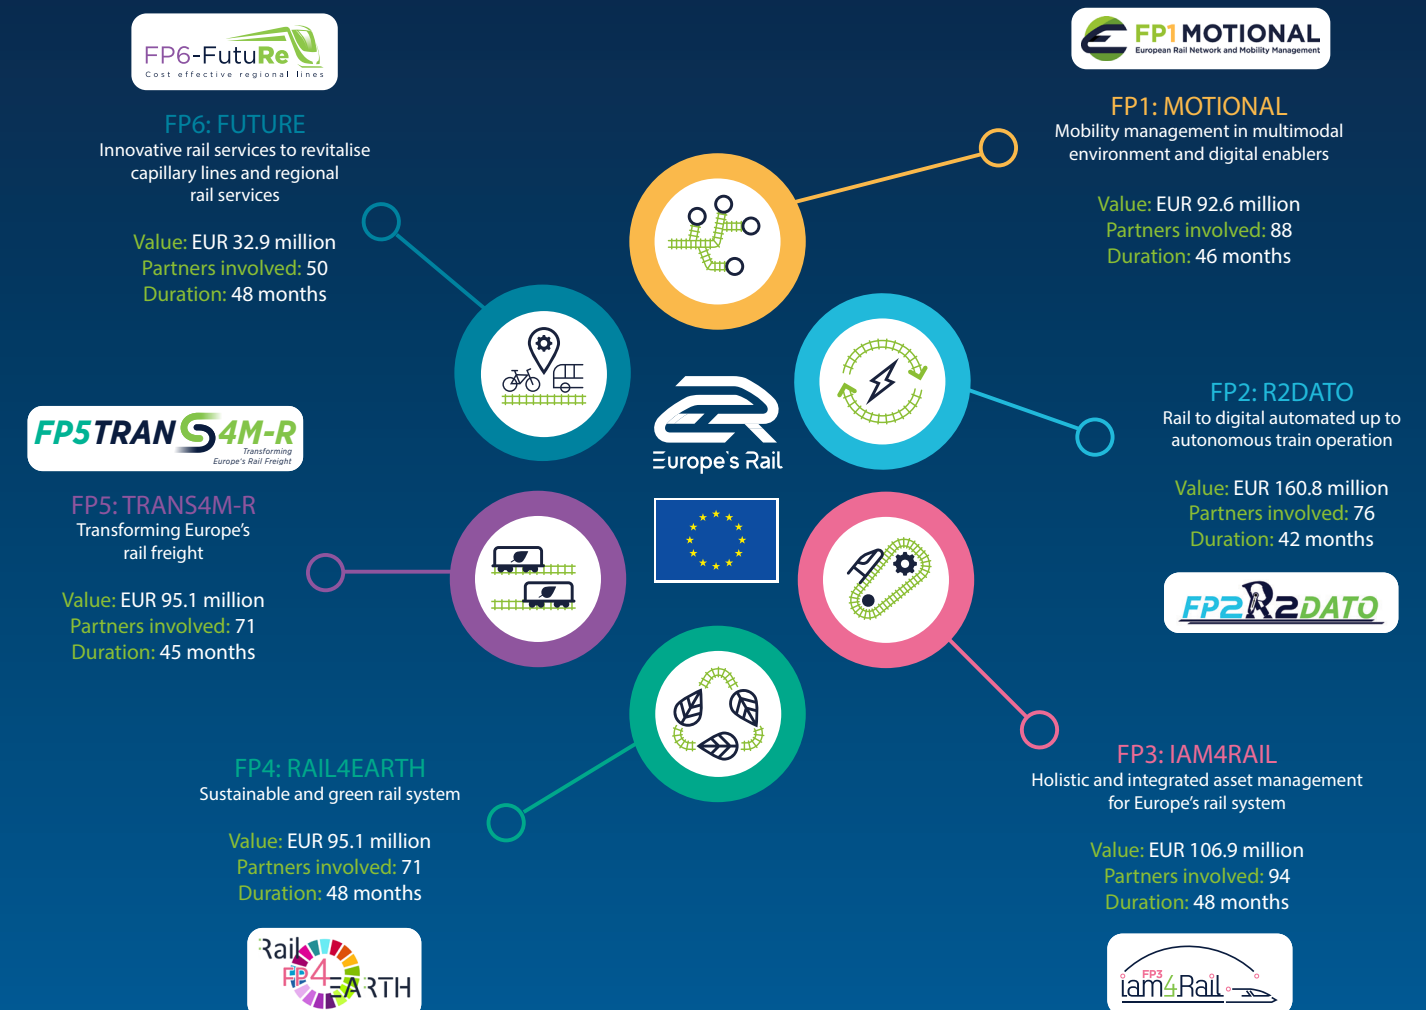 FP6-FutuRe
Cost effective regional lines
FP6: FUTURE
Innovative rail services to revitalise
capillary lines and regional
rail services
Value: EUR 32.9 million
Partners involved: 50
Duration: 48 months
FP1 MOTIONAL
European Rail Network and Mobility Management
FP1: MOTIONAL
Mobility management in multimodal
environment and digital enablers
Value: EUR 92.6 million
Partners involved: 88
Duration: 46 months
Europe's Rail
FP2: R2DATO
Rail to digital automated up to
autonomous train operation
Value: EUR 160.8 million
Partners involved: 76
Duration: 42 months
FP2R2DATO
FP5TRANS4M-R
Transforming
Europe's Rail Freight
FP5: TRANS4M-R
Transforming Europe’s
rail freight
Value: EUR 95.1 million
Partners involved: 71
Duration: 45 months
FP4: RAIL4EARTH
Sustainable and green rail system
Value: EUR 95.1 million
Partners involved: 71
Duration: 48 months
Rail
FP4
EARTH
FP3: IAM4RAIL
Holistic and integrated asset management
for Europe’s rail system
Value: EUR 106.9 million
Partners involved: 94
Duration: 48 months
FP3
iam4Rail